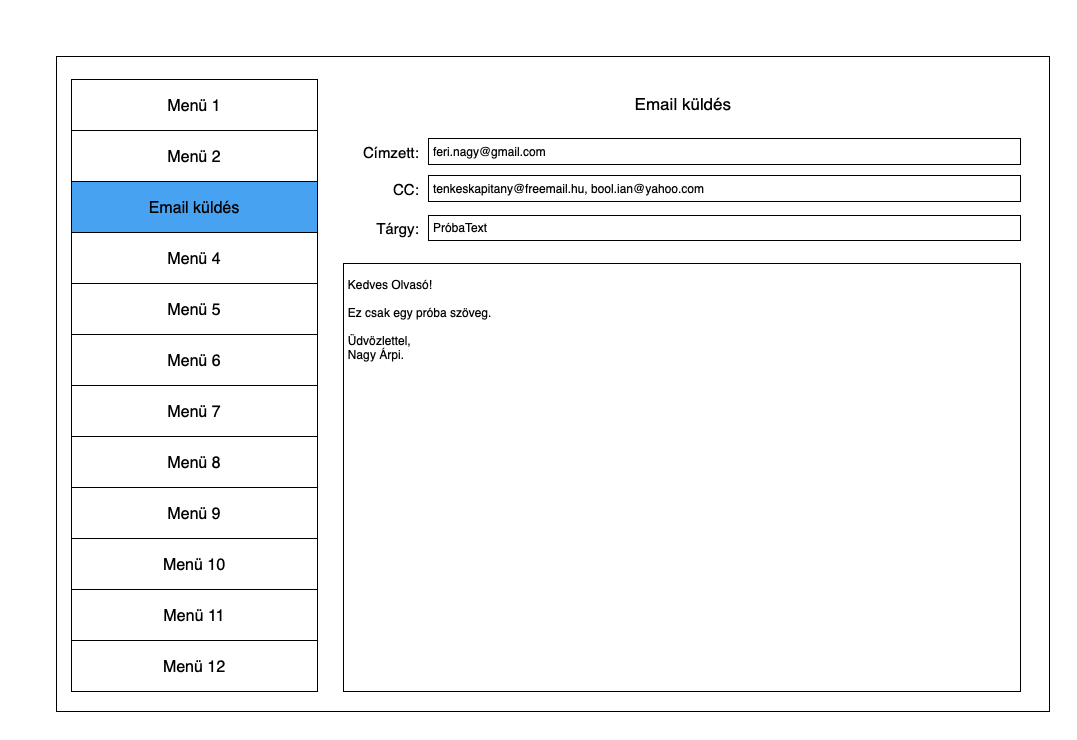 Menü 1
Menü 2
Email küldés
Menü 4
Menü 5
Menü 6
Menü 7
Menü 8
Menü 9
Menü 10
Menü 11
Menü 12
Email küldés
Címzett: feri.nagy@gmail.com
CC: tenkeskapitany@freemail.hu, bool.ian@yahoo.com
Tárgy: PróbaText
Kedves Olvasó!
Ez csak egy próba szöveg.
Üdvözlettel,
Nagy Árpi.